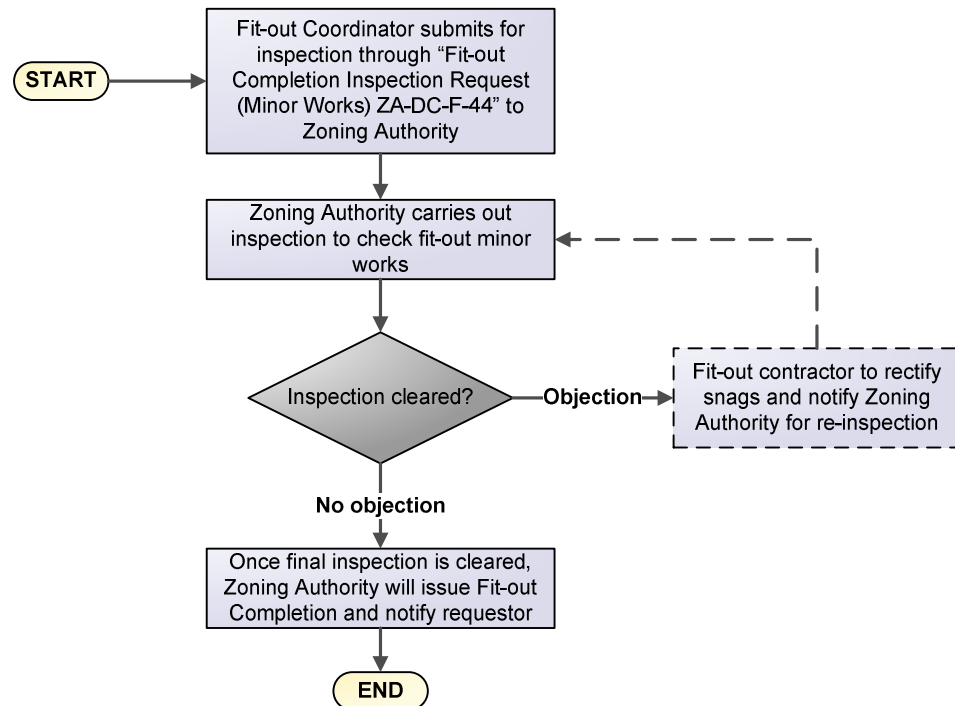 START
Fit-out Coordinator submits for
inspection through “Fit-out
Completion Inspection Request
(Minor Works) ZA-DC-F-44” to
Zoning Authority
Zoning Authority carries out
inspection to check fit-out minor
works
Inspection cleared?
Objection
Fit-out contractor to rectify
snags and notify Zoning
Authority for re-inspection
No objection
Once final inspection is cleared,
Zoning Authority will issue Fit-out
Completion and notify requestor
END